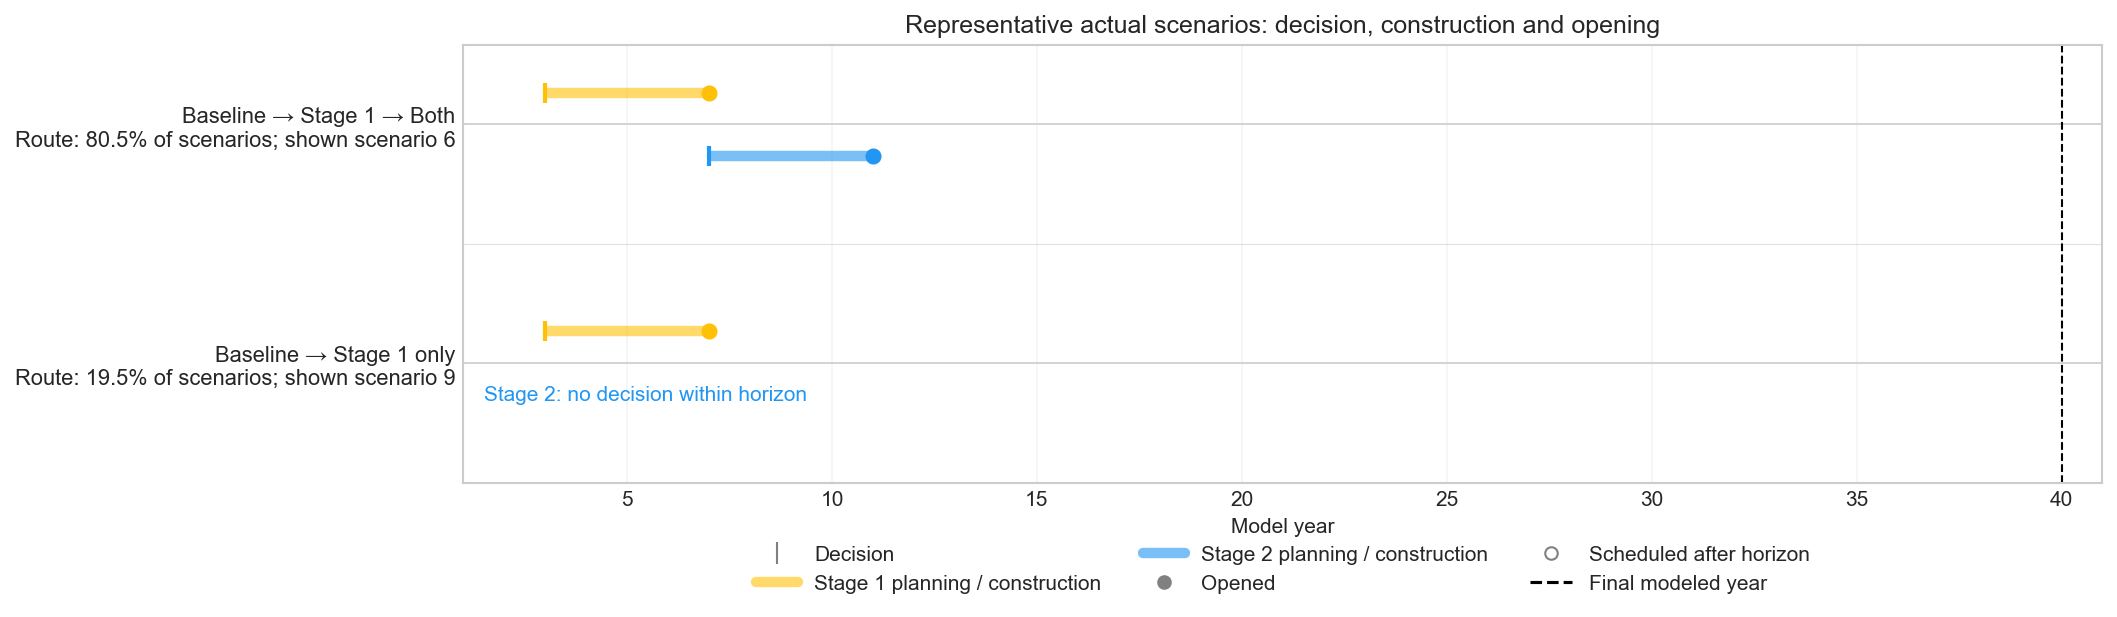 Representative actual scenarios: decision, construction and opening
Baseline → Stage 1 → Both
Route: 80.5% of scenarios; shown scenario 6
Baseline → Stage 1 only
Route: 19.5% of scenarios; shown scenario 9
Stage 2: no decision within horizon
5 10 15 20 25 30 35 40
Model year
Decision
Stage 1 planning / construction
Stage 2 planning / construction
Opened
Scheduled after horizon
Final modeled year